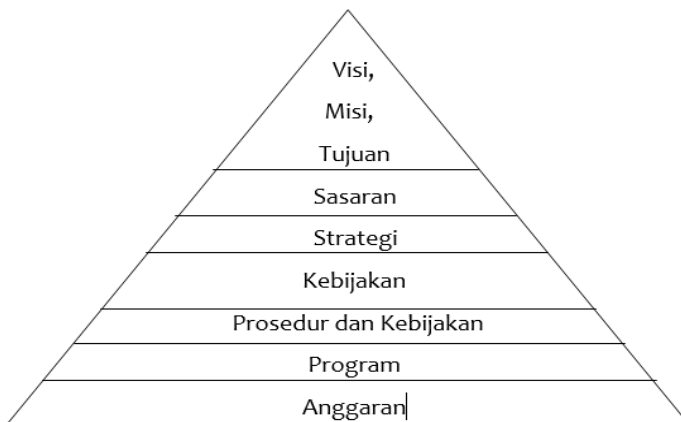 Visi,
Misi,
Tujuan
Sasaran
Strategi
Kebijakan
Prosedur dan Kebijakan
Program
Anggaran